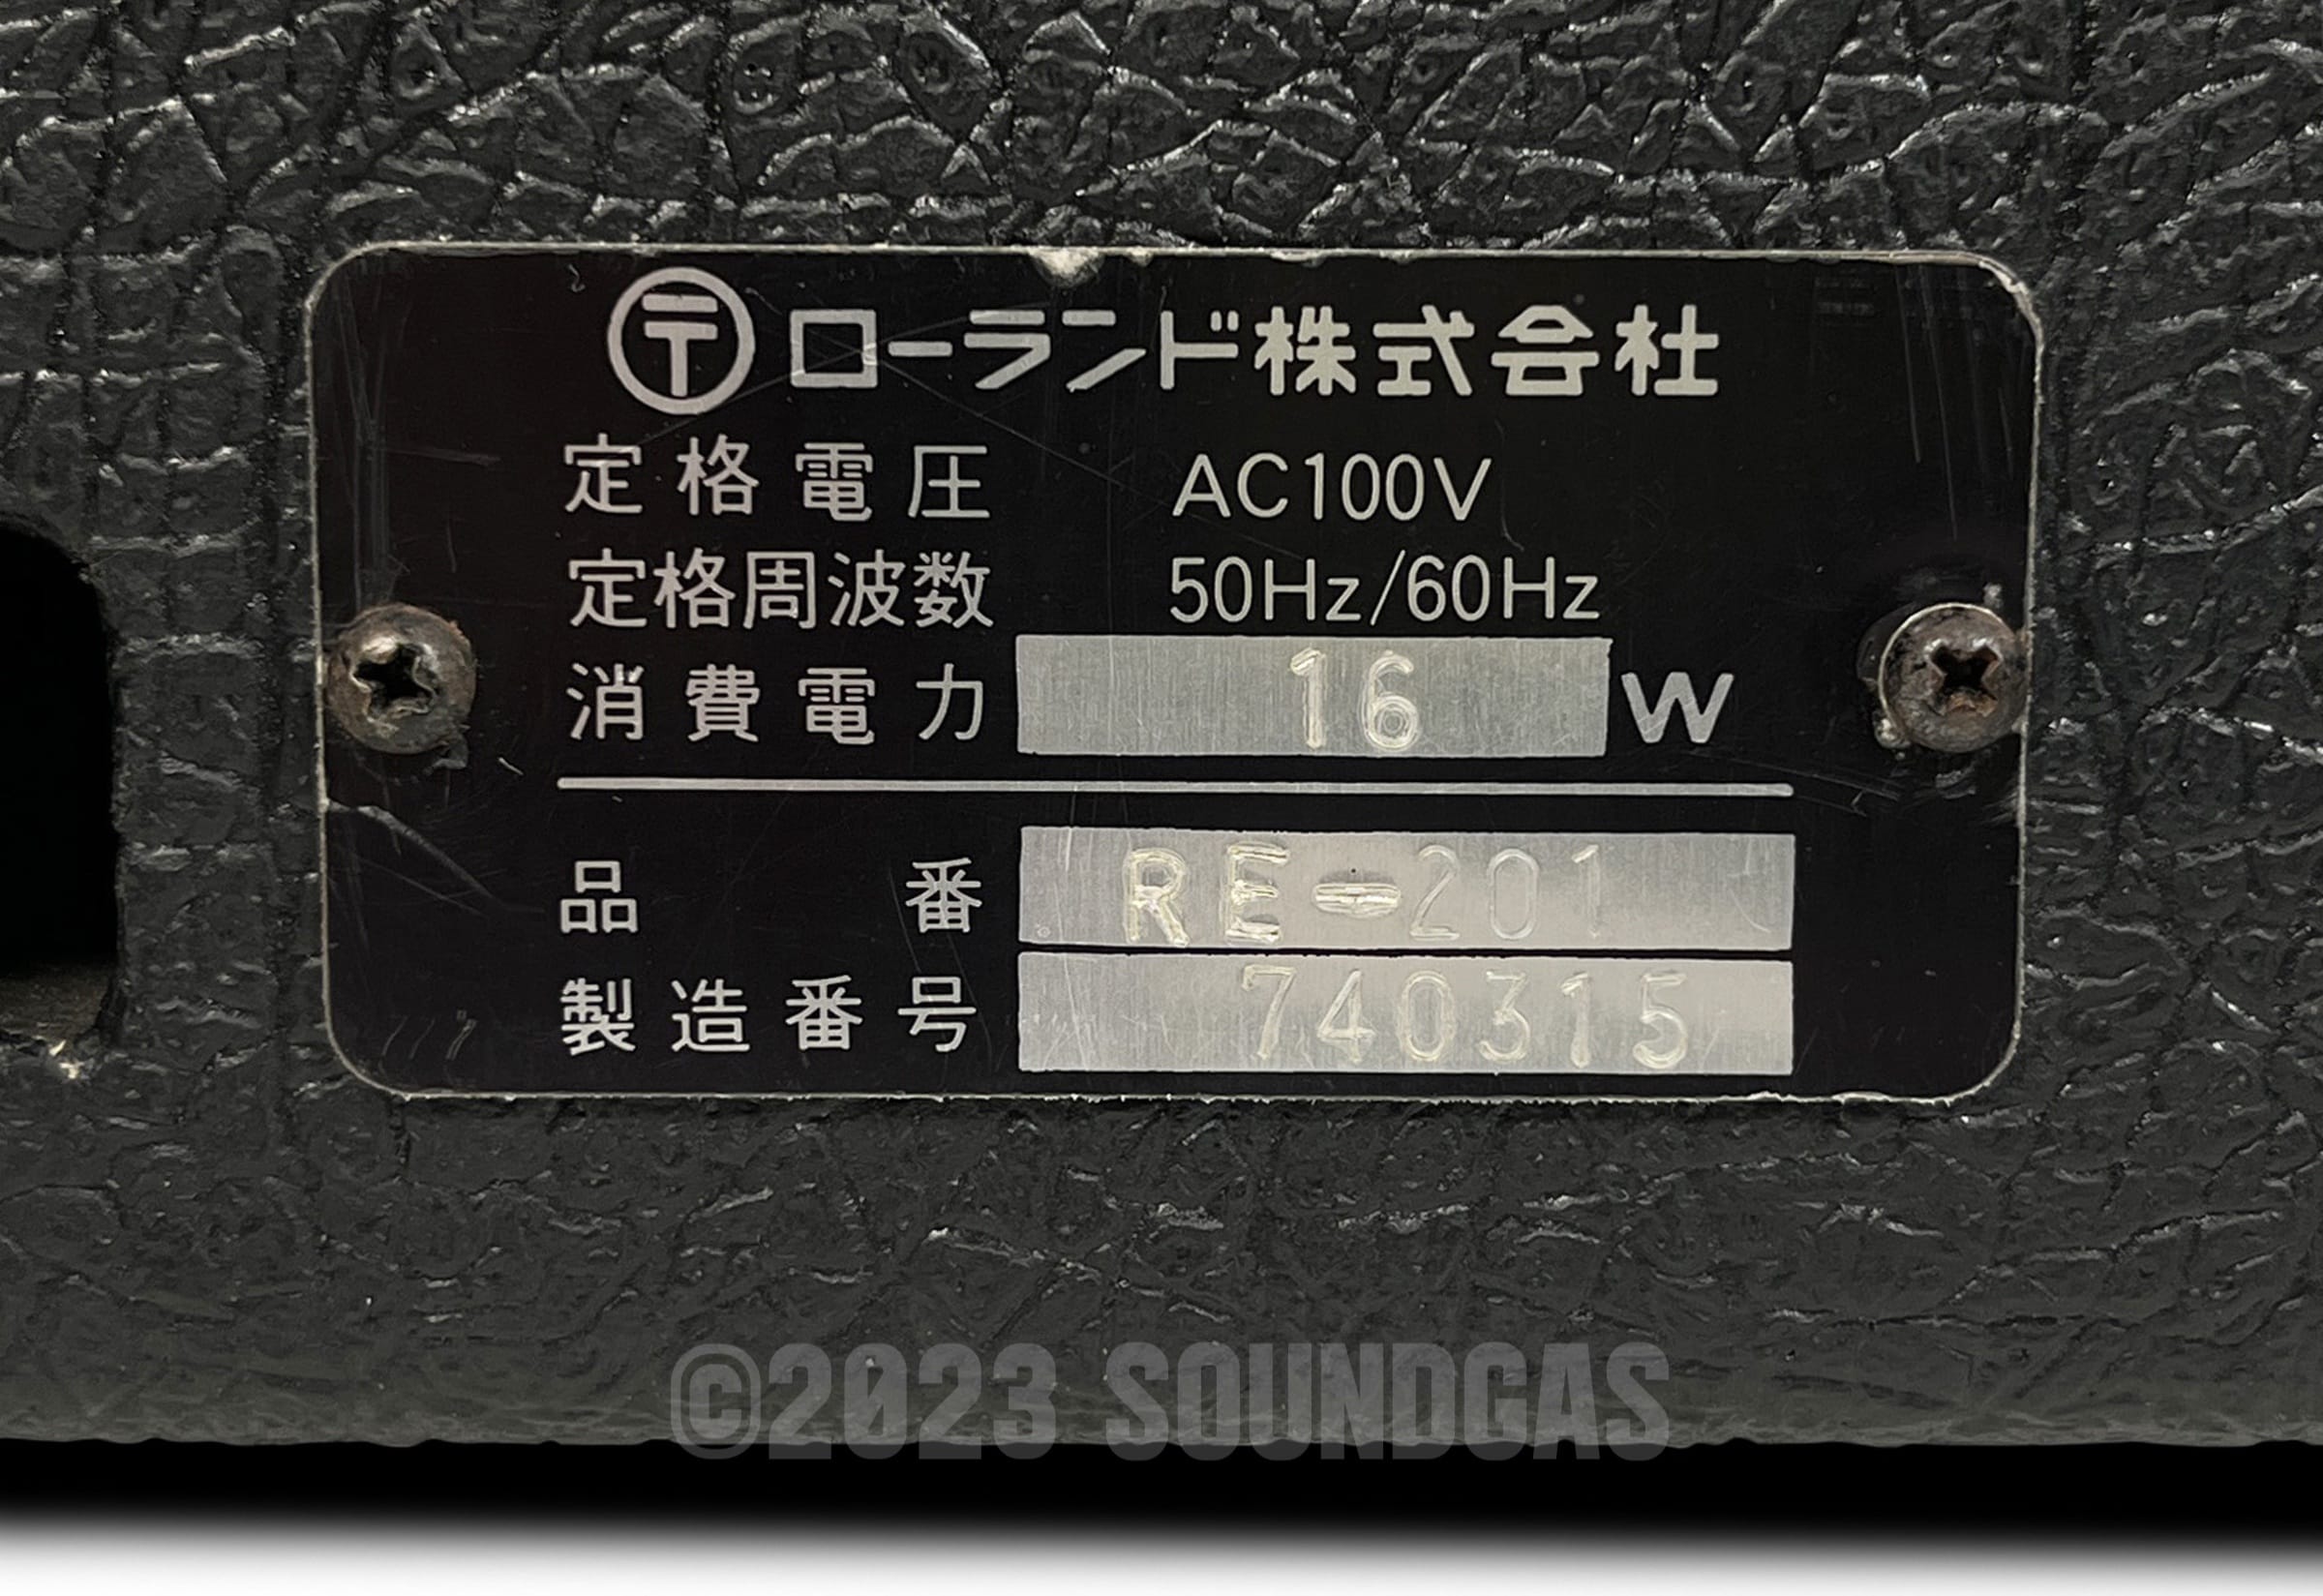 〒 ローランド株式会社
定格電圧 AC100V
定格周波数 50Hz/60Hz
消費電力 16 W
品番 RE-201
製造番号 740315
©2023 SOUNDGAS